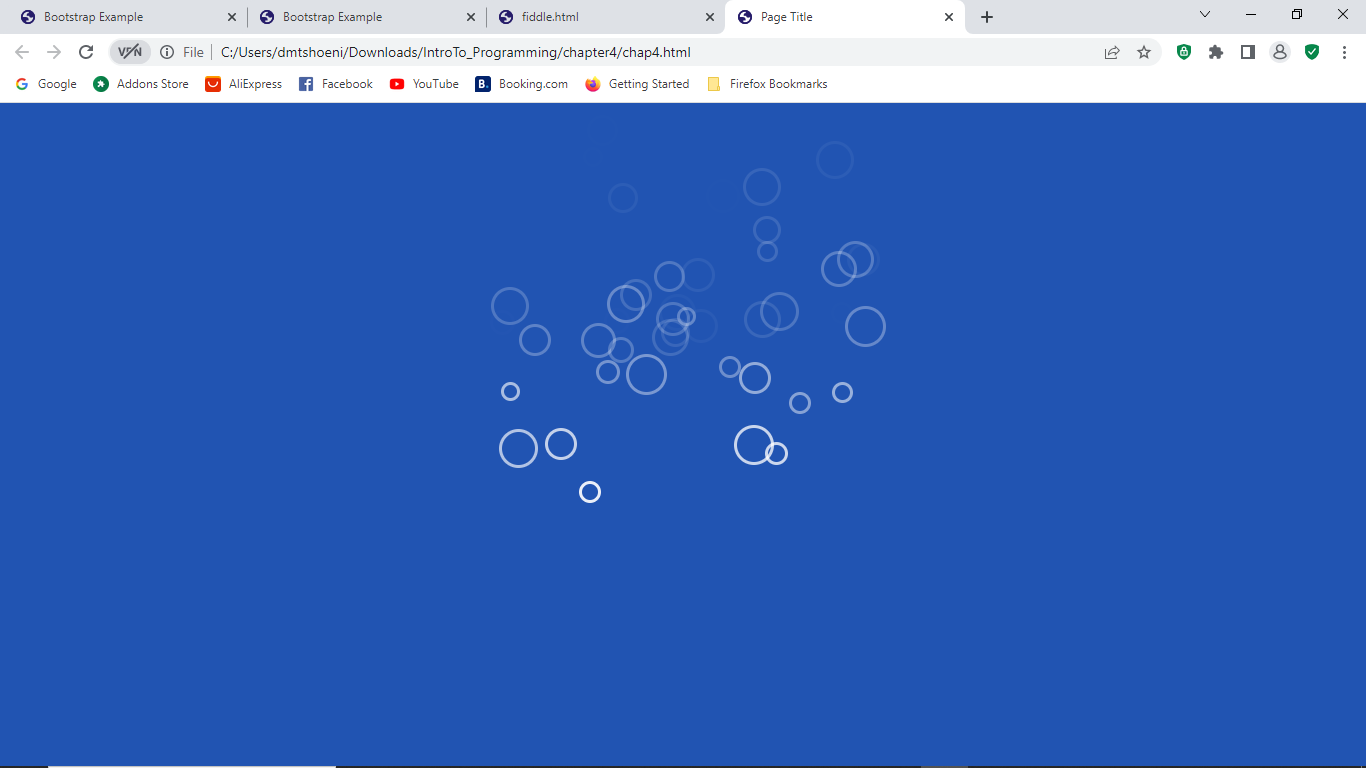 Bootstrap Example Bootstrap Example fiddle.html Page Title
VPN File C:/Users/dmtshoeni/Downloads/IntroTo_Programming/chapter4/chap4.html
Google Addons Store AliExpress Facebook YouTube B. Booking.com Getting Started Firefox Bookmarks